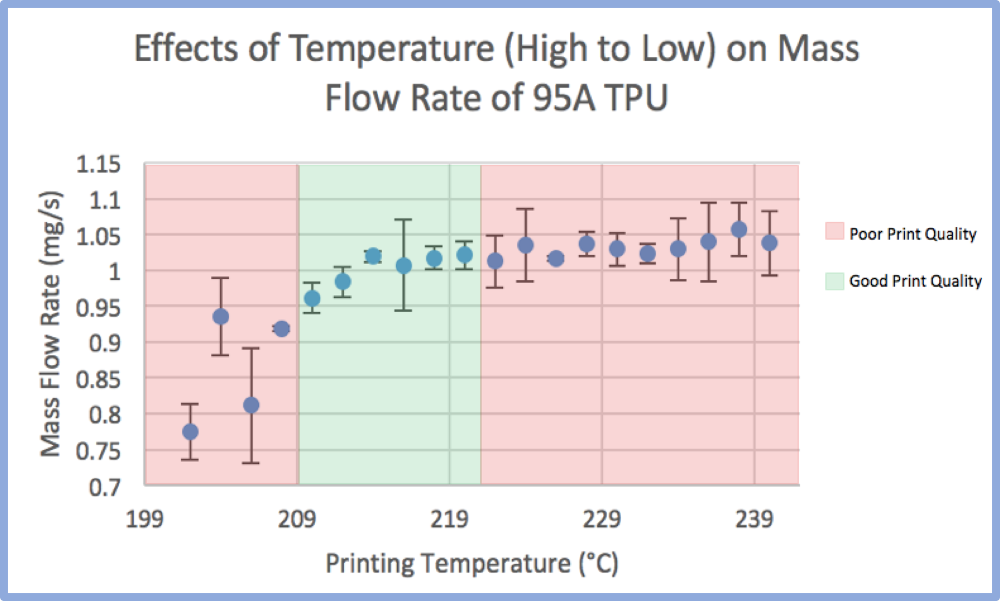 Effects of Temperature (High to Low) on Mass
Flow Rate of 95A TPU
Mass Flow Rate (mg/s)
1.15
1.1
1.05
1
0.95
0.9
0.85
0.8
0.75
0.7
199
209
219
229
239
Printing Temperature (°C)
Poor Print Quality
Good Print Quality